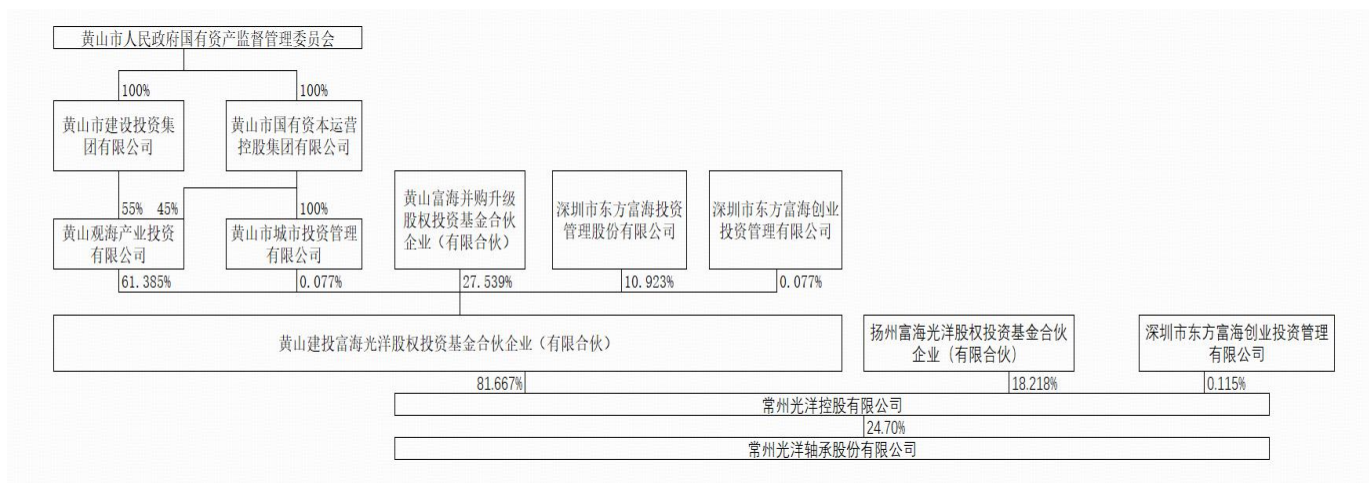 黄山市人民政府国有资产监督管理委员会
100%
100%
黄山市建设投资集
团有限公司
黄山市国有资本运营
控股集团有限公司
55%
45%
100%
黄山观海产业投资
有限公司
黄山市城市投资管理
有限公司
黄山富海并购升级
股权投资基金合伙
企业（有限合伙）
深圳市东方富海投资
管理股份有限公司
深圳市东方富海创业
投资管理有限公司
61.385%
0.077%
27.539%
10.923%
0.077%
黄山建投富海光洋股权投资基金合伙企业（有限合伙）
扬州富海光洋股权投资基金合伙
企业（有限合伙）
深圳市东方富海创业投资管理
有限公司
81.667%
18.218%
0.115%
常州光洋控股有限公司
24.70%
常州光洋轴承股份有限公司